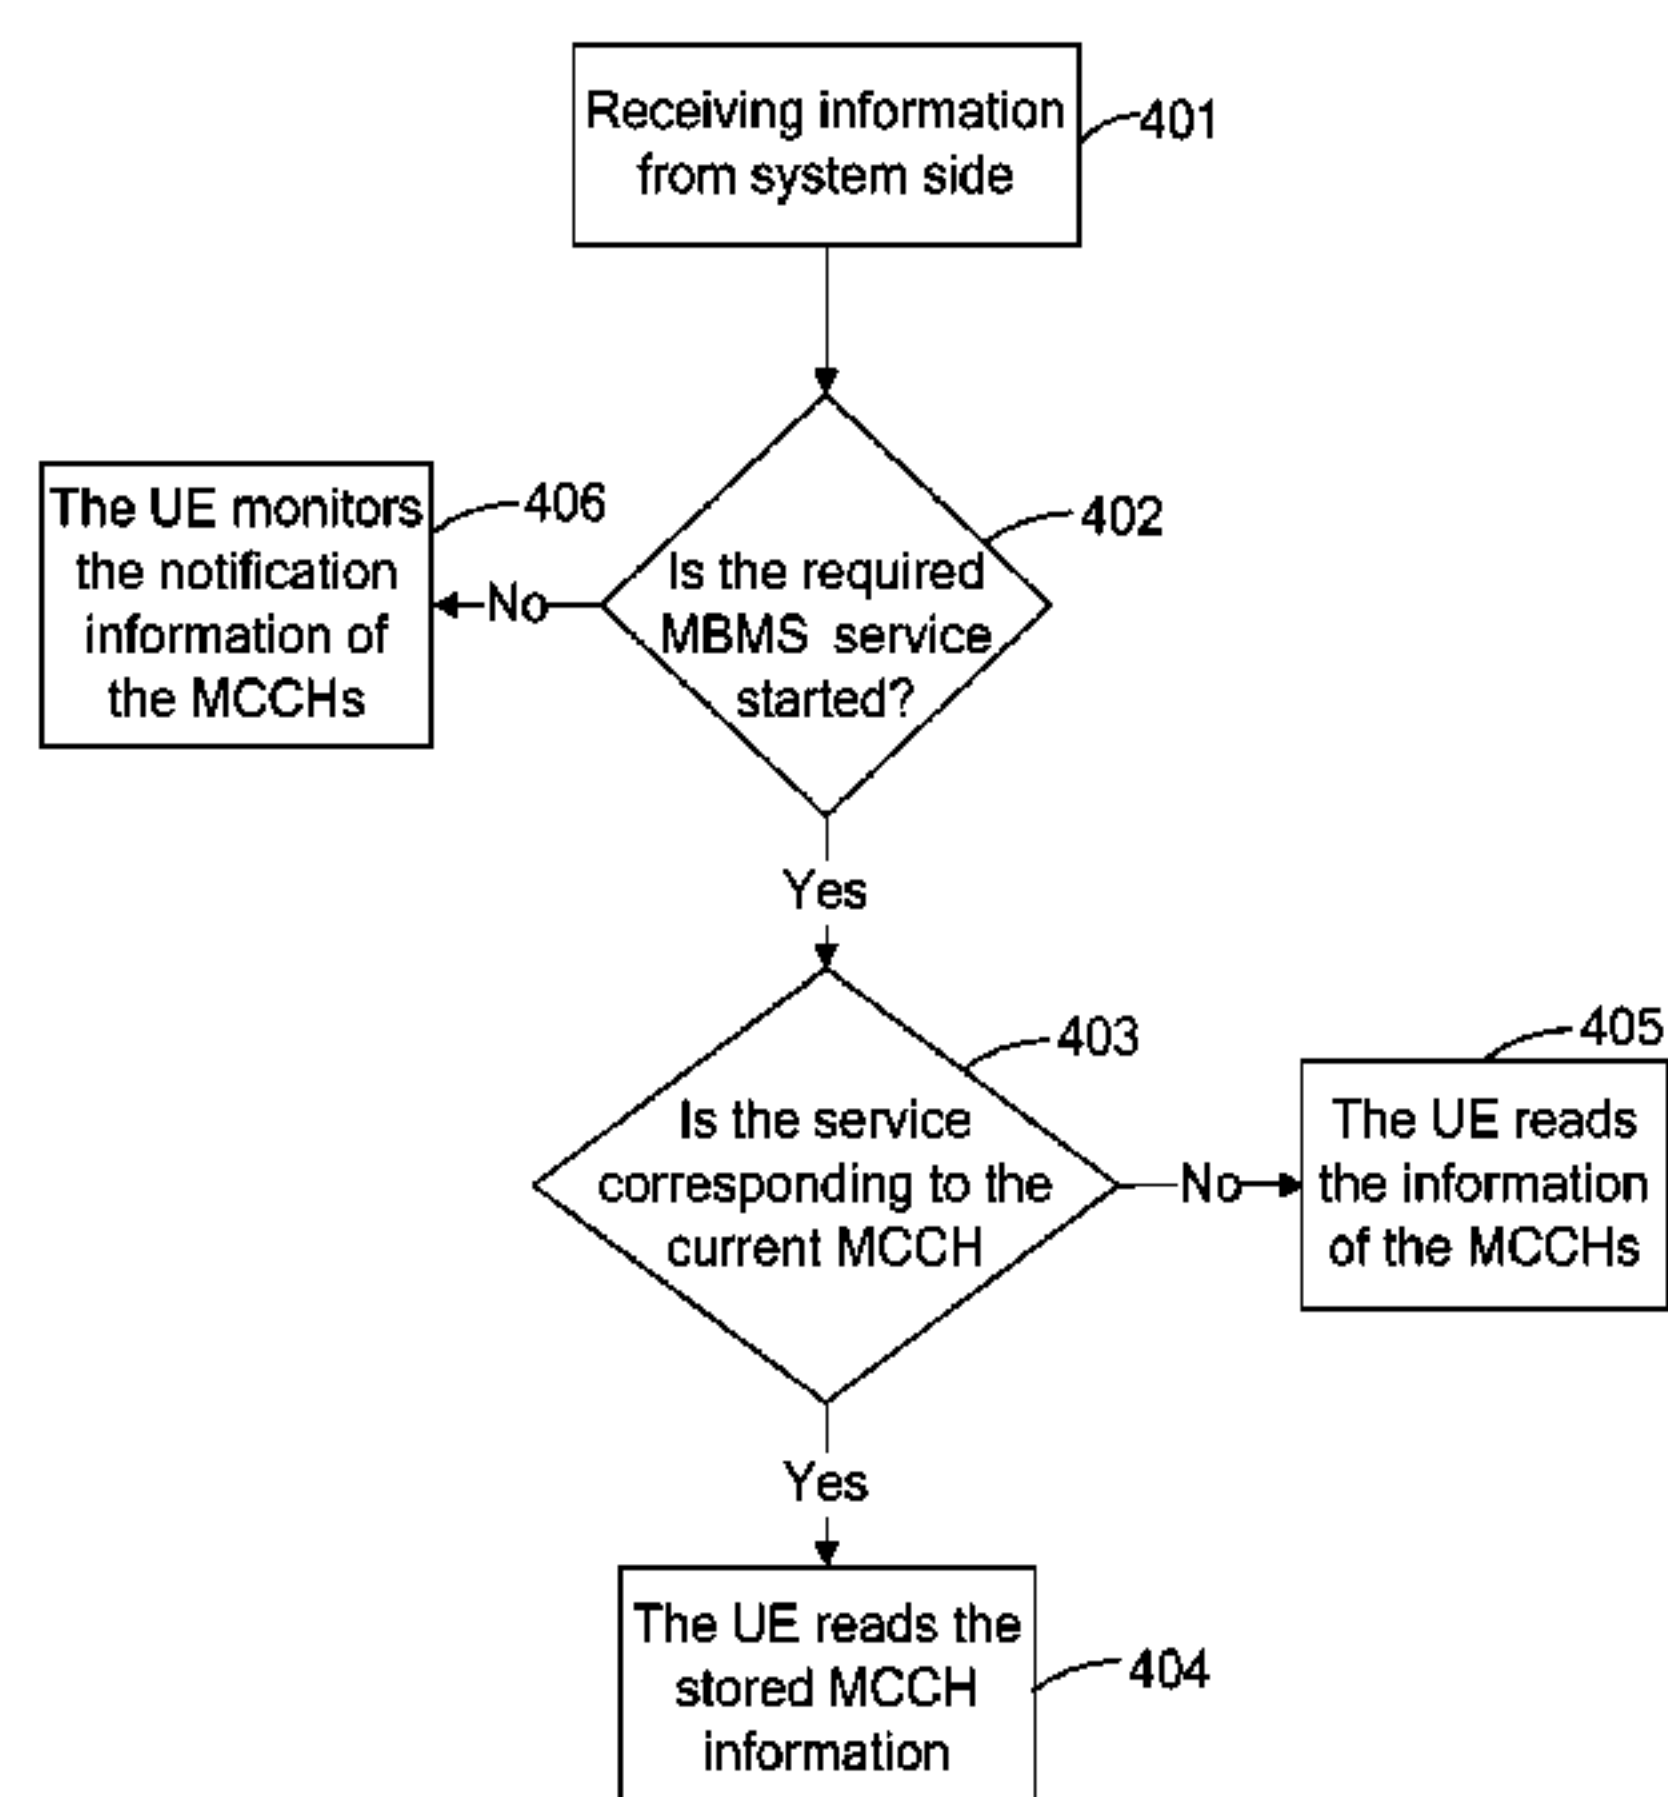 Receiving information
from system side
401
The UE monitors
the notification
information of
the MCCHs
406
No
Is the required
MBMS service
started?
402
Yes
Is the service
corresponding to the
current MCCH
403
No
The UE reads
the information
of the MCCHs
405
Yes
The UE reads the
stored MCCH
information
404